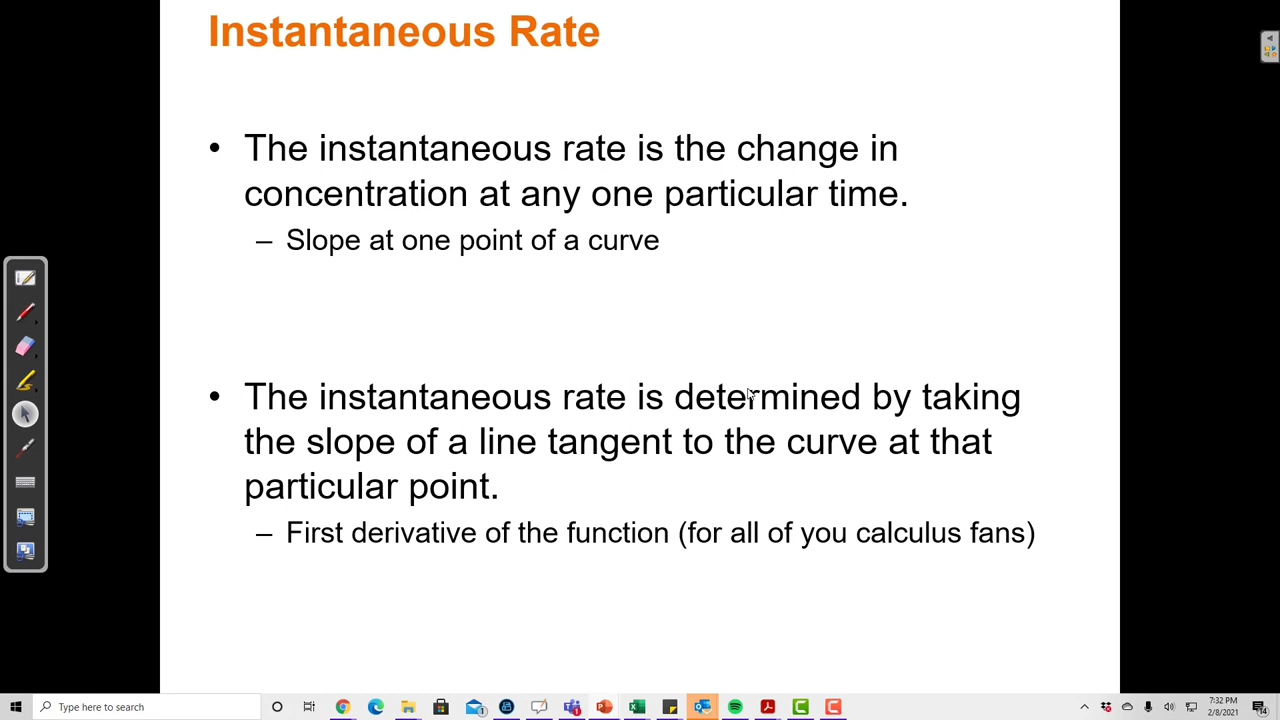 Instantaneous Rate
• The instantaneous rate is the change in
concentration at any one particular time.
– Slope at one point of a curve
• The instantaneous rate is determined by taking
the slope of a line tangent to the curve at that
particular point.
– First derivative of the function (for all of you calculus fans)
Type here to search
7:32 PM
2/8/2021